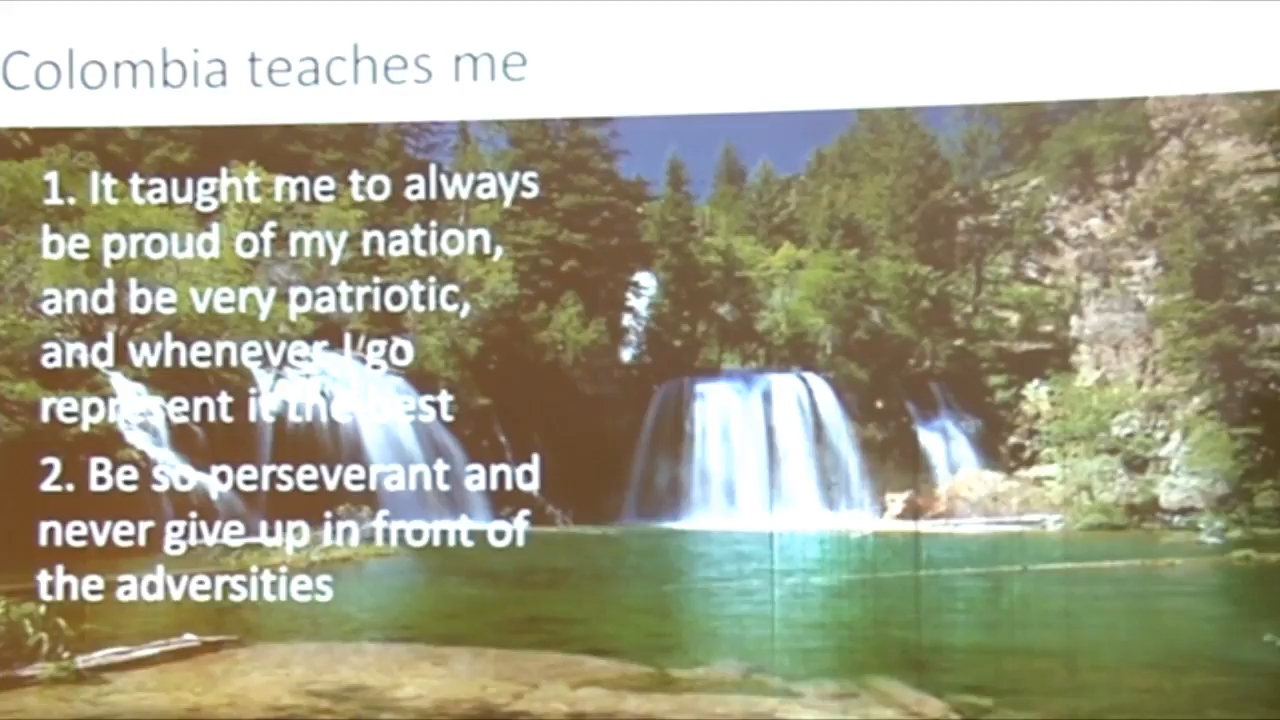 Colombia teaches me
1. It taught me to always
be proud of my nation,
and be very patriotic,
and whenever I go
represent it the best
2. Be so perseverant and
never give up in front of
the adversities